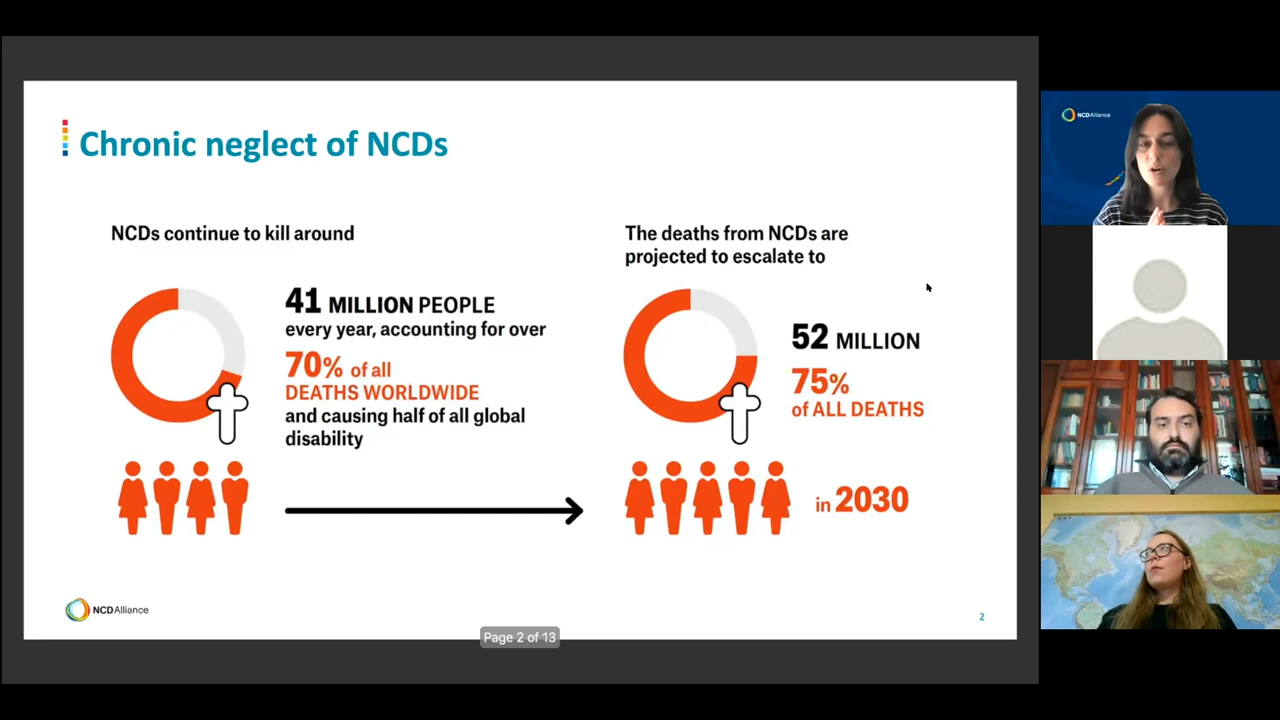 Chronic neglect of NCDs
NCDs continue to kill around
41 MILLION PEOPLE
every year, accounting for over
70% of all
DEATHS WORLDWIDE
and causing half of all global
disability
The deaths from NCDs are
projected to escalate to
52 MILLION
75%
of ALL DEATHS
in 2030
NCDAlliance
2
Page 2 of 13
NCDAlliance